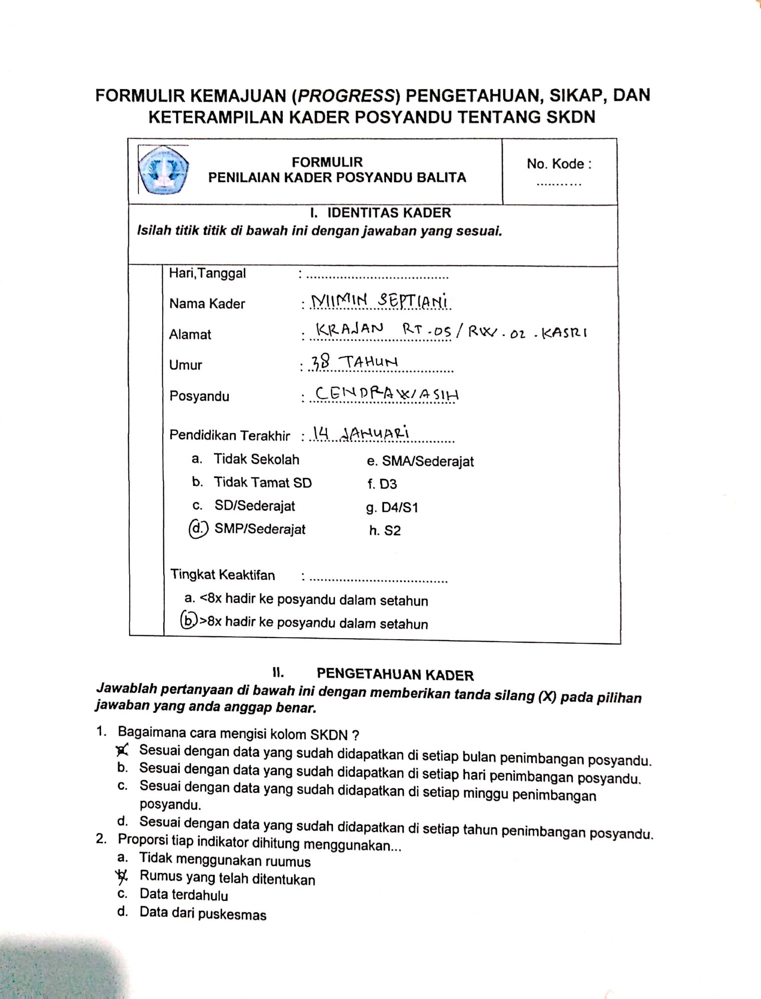 FORMULIR KEMAJUAN (PROGRESS) PENGETAHUAN, SIKAP, DAN
KETERAMPILAN KADER POSYANDU TENTANG SKDN
FORMULIR
PENILAIAN KADER POSYANDU BALITA
No. Kode :
...........
I. IDENTITAS KADER
Isilah titik titik di bawah ini dengan jawaban yang sesuai.
Hari,Tanggal : ......................................
Nama Kader : MIIMIN SEPTIANI
Alamat : KRAJAN RT.05/RW.02.KASRI
Umur : 38 TAHUN
Posyandu : CENDRAWASIH
Pendidikan Terakhir : 14 JANUARI
a. Tidak Sekolah e. SMA/Sederajat
b. Tidak Tamat SD f. D3
c. SD/Sederajat g. D4/S1
d. SMP/Sederajat h. S2
Tingkat Keaktifan : .....................................
a. <8x hadir ke posyandu dalam setahun
b. >8x hadir ke posyandu dalam setahun
II. PENGETAHUAN KADER
Jawablah pertanyaan di bawah ini dengan memberikan tanda silang (X) pada pilihan
jawaban yang anda anggap benar.
1. Bagaimana cara mengisi kolom SKDN ?
a. Sesuai dengan data yang sudah didapatkan di setiap bulan penimbangan posyandu.
b. Sesuai dengan data yang sudah didapatkan di setiap hari penimbangan posyandu.
c. Sesuai dengan data yang sudah didapatkan di setiap minggu penimbangan
posyandu.
d. Sesuai dengan data yang sudah didapatkan di setiap tahun penimbangan posyandu.
2. Proporsi tiap indikator dihitung menggunakan...
a. Tidak menggunakan ruumus
b. Rumus yang telah ditentukan
c. Data terdahulu
d. Data dari puskesmas